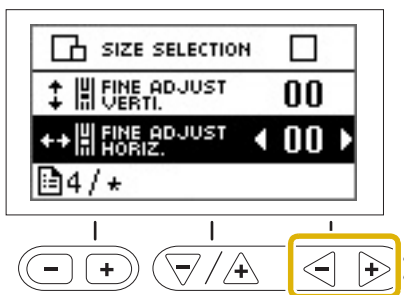 SIZE SELECTION
FINE ADJUST
VERTI.
00
FINE ADJUST
HORIZ.
00
4 / *
- +
/